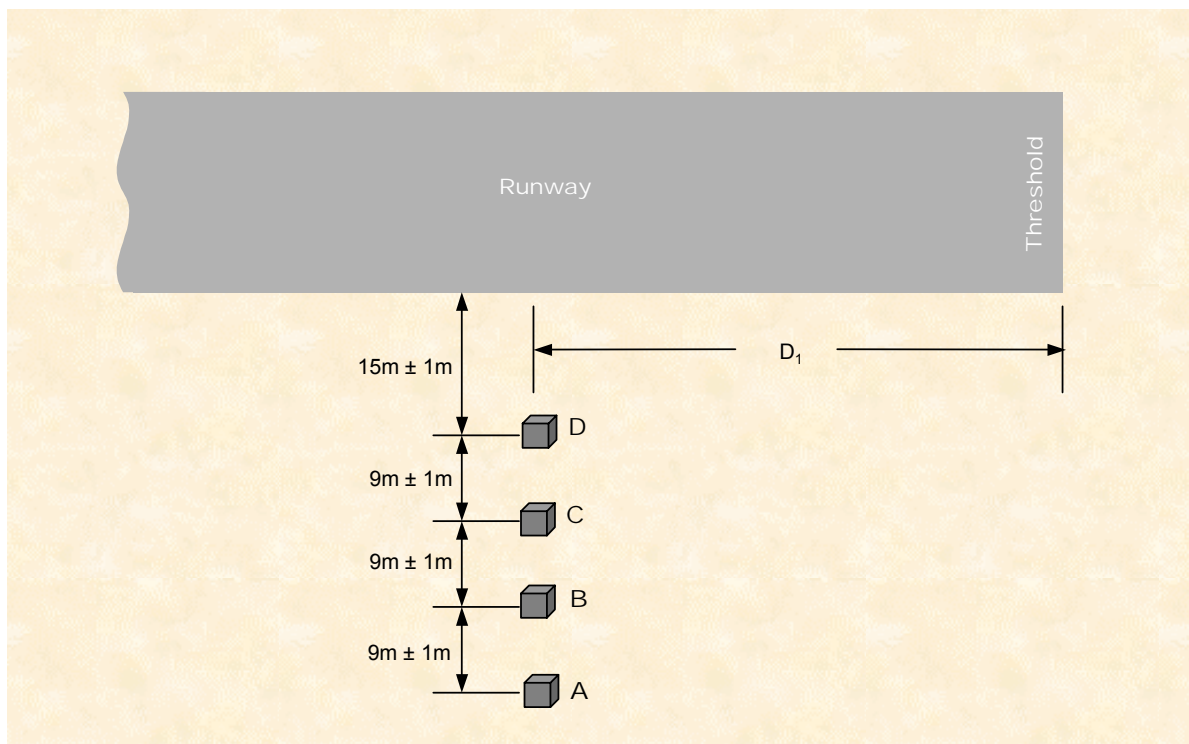 Runway
Threshold
D₁
15m ± 1m
D
9m ± 1m
C
9m ± 1m
B
9m ± 1m
A